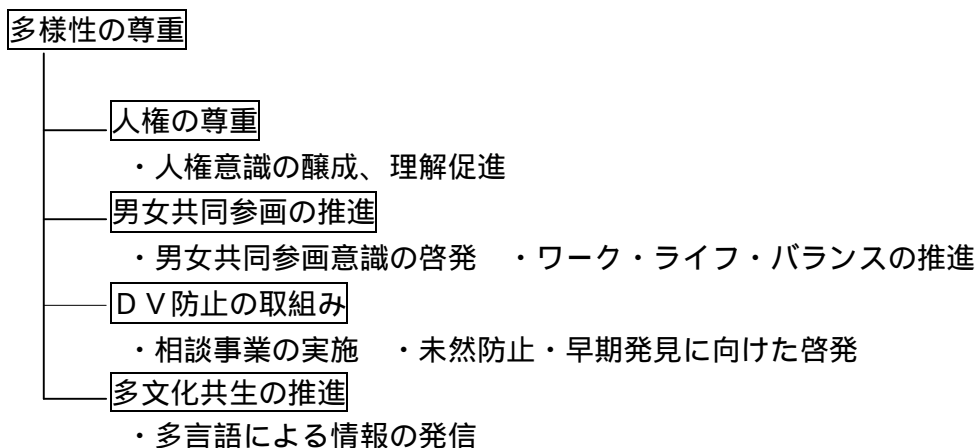 多様性の尊重
人権の尊重
・人権意識の醸成、理解促進
男女共同参画の推進
・男女共同参画意識の啓発　・ワーク・ライフ・バランスの推進
ＤＶ防止の取組み
・相談事業の実施　・未然防止・早期発見に向けた啓発
多文化共生の推進
・多言語による情報の発信